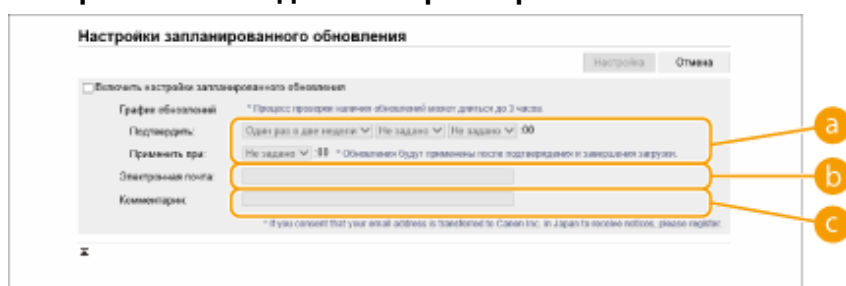 Настройки запланированного обновления
Настройка Отмена
Включить настройки запланированного обновления
График обновлений * Процесс проверки наличия обновлений может длиться до 3 часов.
Подтвердить: Один раз в две недели Не задано Не задано :00
Применить при: Не задано :00 * Обновления будут применены после подтверждения и завершения загрузки.
Электронная почта:
Комментарии:
* If you consent that your email address is transferred to Canon Inc. in Japan to receive notices, please register.
a
b
c